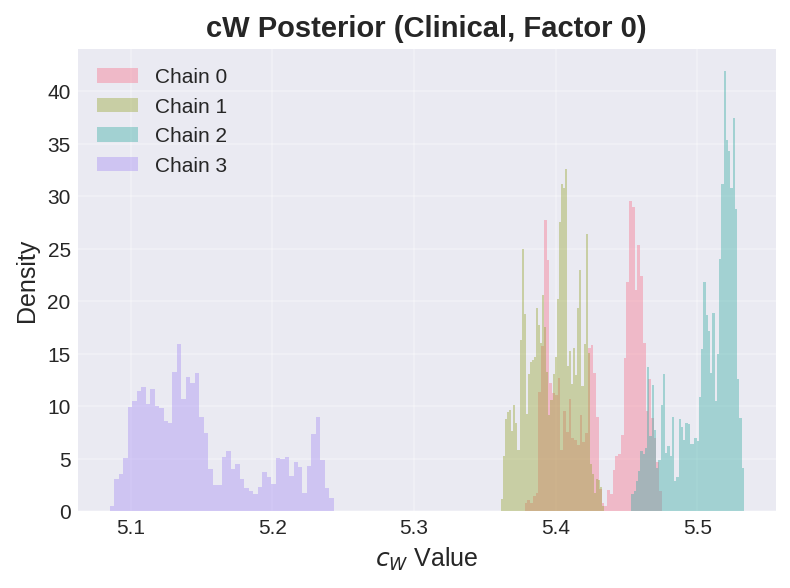 cW Posterior (Clinical, Factor 0)
Chain 0
Chain 1
Chain 2
Chain 3
Density
40
35
30
25
20
15
10
5
0
5.1 5.2 5.3 5.4 5.5
c_W Value